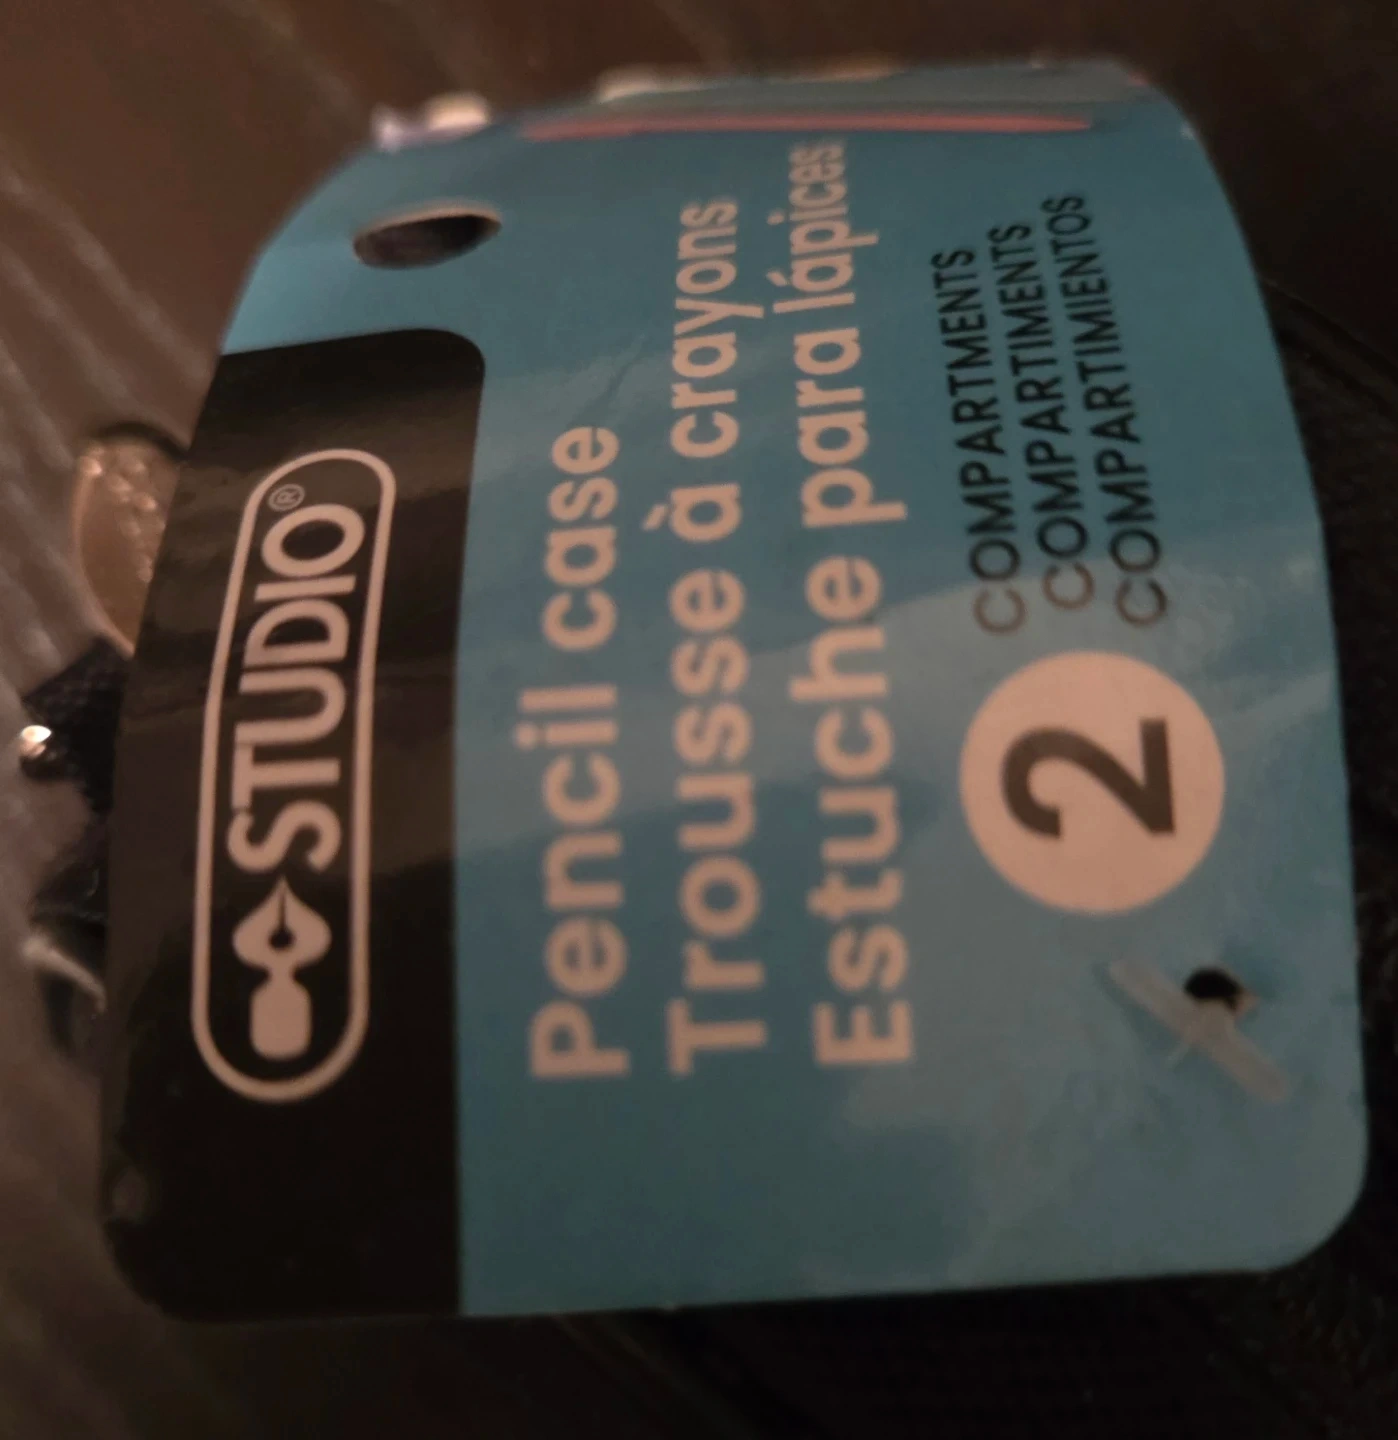 STUDIO®
Pencil case
Trousse à crayons
Estuche para lápices
2
COMPARTMENTS
COMPARTIMENTS
COMPARTIMIENTOS